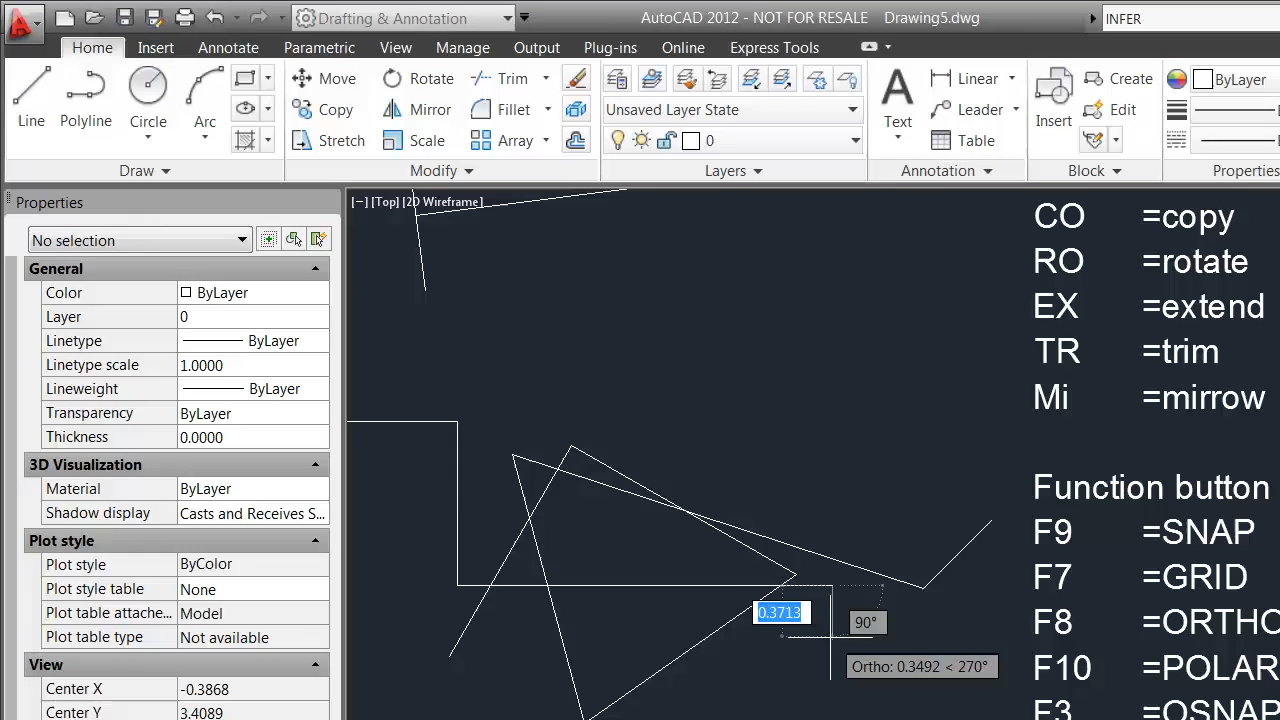 Drafting & Annotation
AutoCAD 2012 - NOT FOR RESALE Drawing5.dwg
INFER
Home Insert Annotate Parametric View Manage Output Plug-ins Online Express Tools
Line
Polyline
Circle
Arc
Draw
Move
Rotate
Trim
Copy
Mirror
Fillet
Stretch
Scale
Array
Modify
Unsaved Layer State
0
Layers
Text
Linear
Leader
Table
Annotation
Insert
Create
Edit
Block
ByLayer
Properties
Properties
No selection
General
Color ByLayer
Layer 0
Linetype ByLayer
Linetype scale 1.0000
Lineweight ByLayer
Transparency ByLayer
Thickness 0.0000
3D Visualization
Material ByLayer
Shadow display Casts and Receives S...
Plot style
Plot style ByColor
Plot style table None
Plot table attache... Model
Plot table type Not available
View
Center X -0.3868
Center Y 3.4089
[−] [Top] [2D Wireframe]
0.3713
90°
Ortho: 0.3492 < 270°
CO =copy
RO =rotate
EX =extend
TR =trim
Mi =mirrow
Function button
F9 =SNAP
F7 =GRID
F8 =ORTHO
F10 =POLAR
F3 =OSNAP